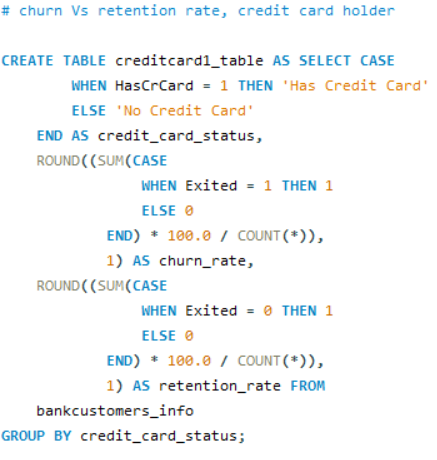 # churn Vs retention rate, credit card holder
CREATE TABLE creditcard1_table AS SELECT CASE
WHEN HasCrCard = 1 THEN 'Has Credit Card'
ELSE 'No Credit Card'
END AS credit_card_status,
ROUND((SUM(CASE
WHEN Exited = 1 THEN 1
ELSE 0
END) * 100.0 / COUNT(*)),
1) AS churn_rate,
ROUND((SUM(CASE
WHEN Exited = 0 THEN 1
ELSE 0
END) * 100.0 / COUNT(*)),
1) AS retention_rate FROM
bankcustomers_info
GROUP BY credit_card_status;